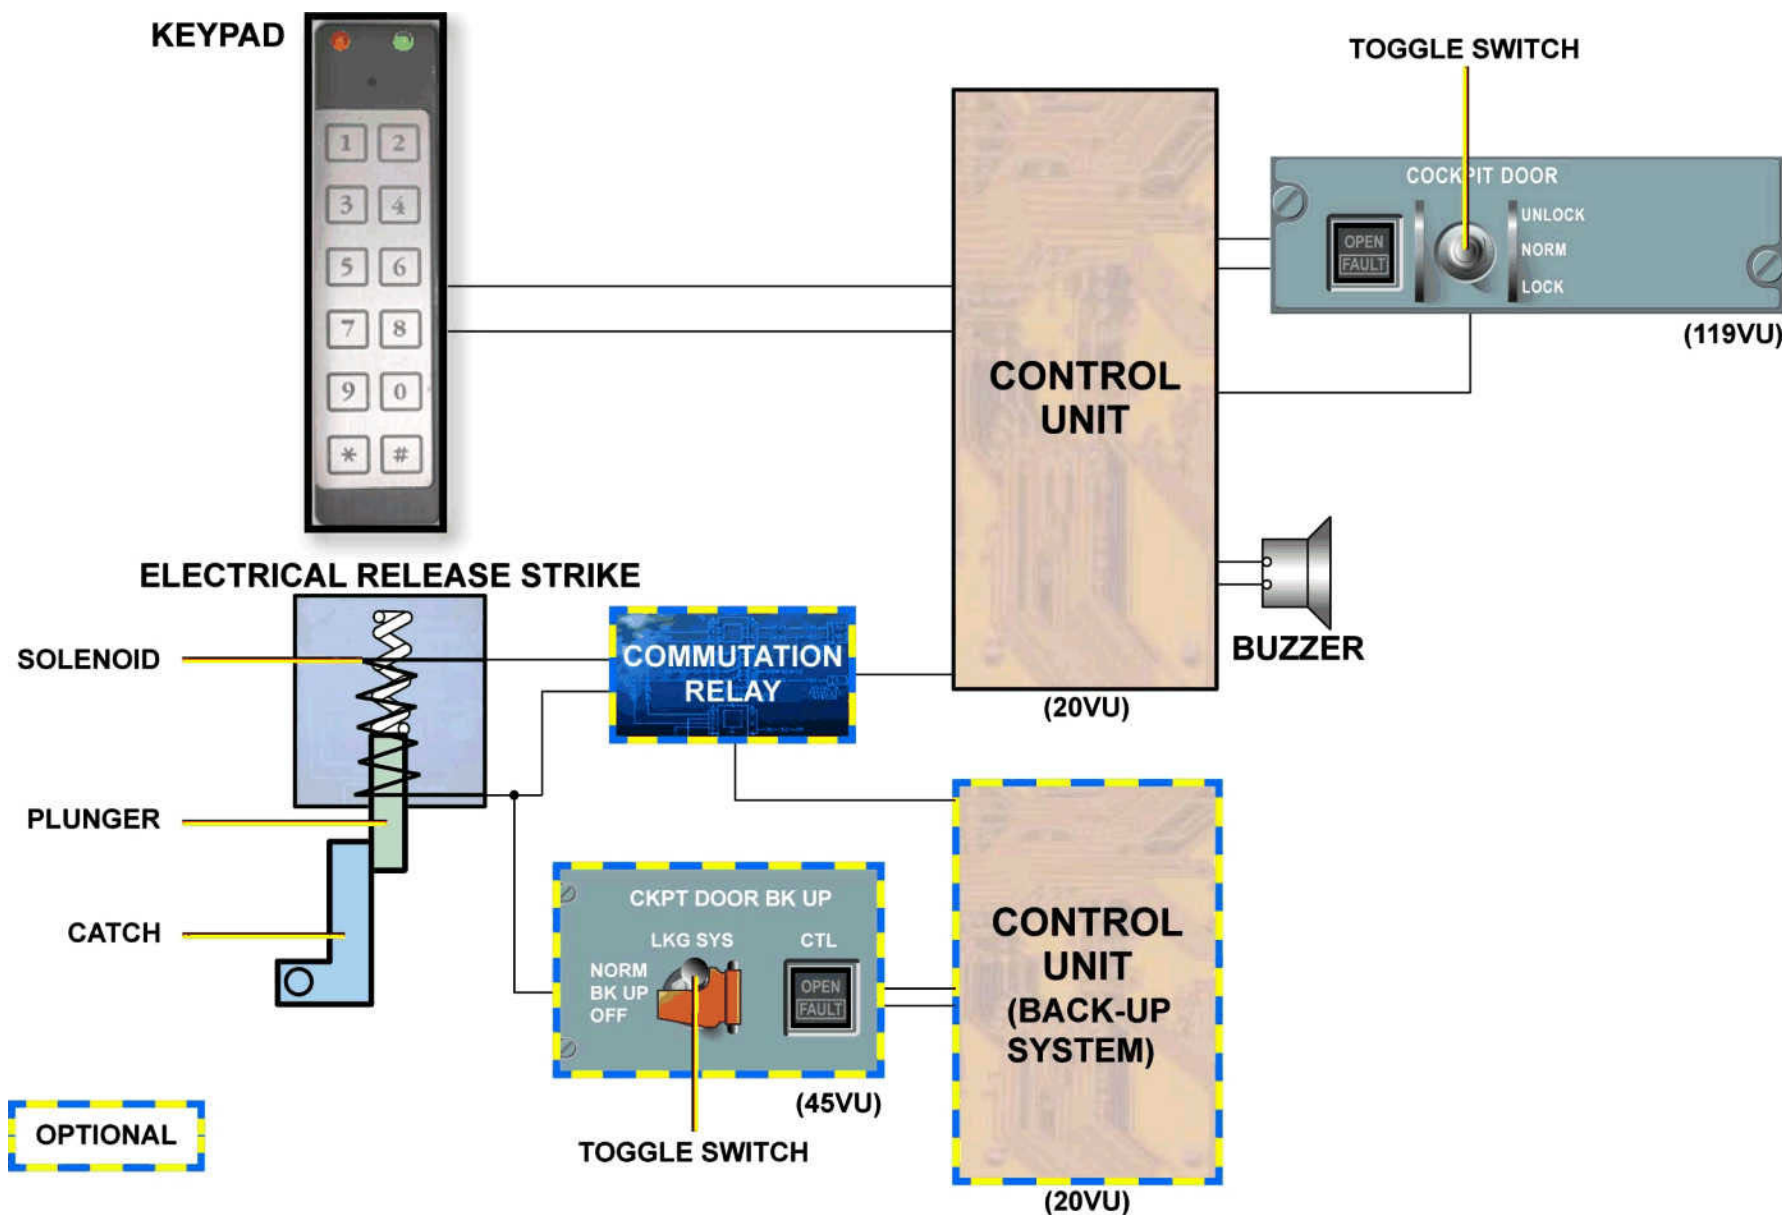 KEYPAD
1 2
3 4
5 6
7 8
9 0
* #
TOGGLE SWITCH
COCKPIT DOOR
OPEN
FAULT
UNLOCK
NORM
LOCK
(119VU)
CONTROL
UNIT
(20VU)
BUZZER
ELECTRICAL RELEASE STRIKE
SOLENOID
PLUNGER
CATCH
COMMUTATION
RELAY
CKPT DOOR BK UP
LKG SYS
CTL
NORM
BK UP
OFF
OPEN
FAULT
(45VU)
TOGGLE SWITCH
CONTROL
UNIT
(BACK-UP
SYSTEM)
(20VU)
OPTIONAL